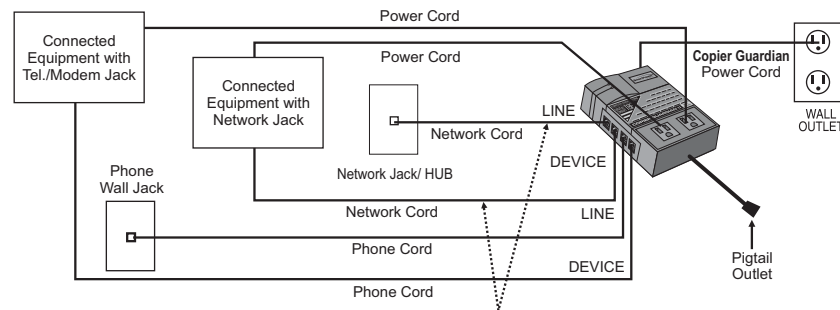 Power Cord
Connected
Equipment with
Tel./Modem Jack
Power Cord
Copier Guardian
Power Cord
WALL
OUTLET
Connected
Equipment with
Network Jack
LINE
Network Cord
DEVICE
Network Jack/ HUB
Phone
Wall Jack
Network Cord
LINE
Phone Cord
DEVICE
Phone Cord
Pigtail
Outlet